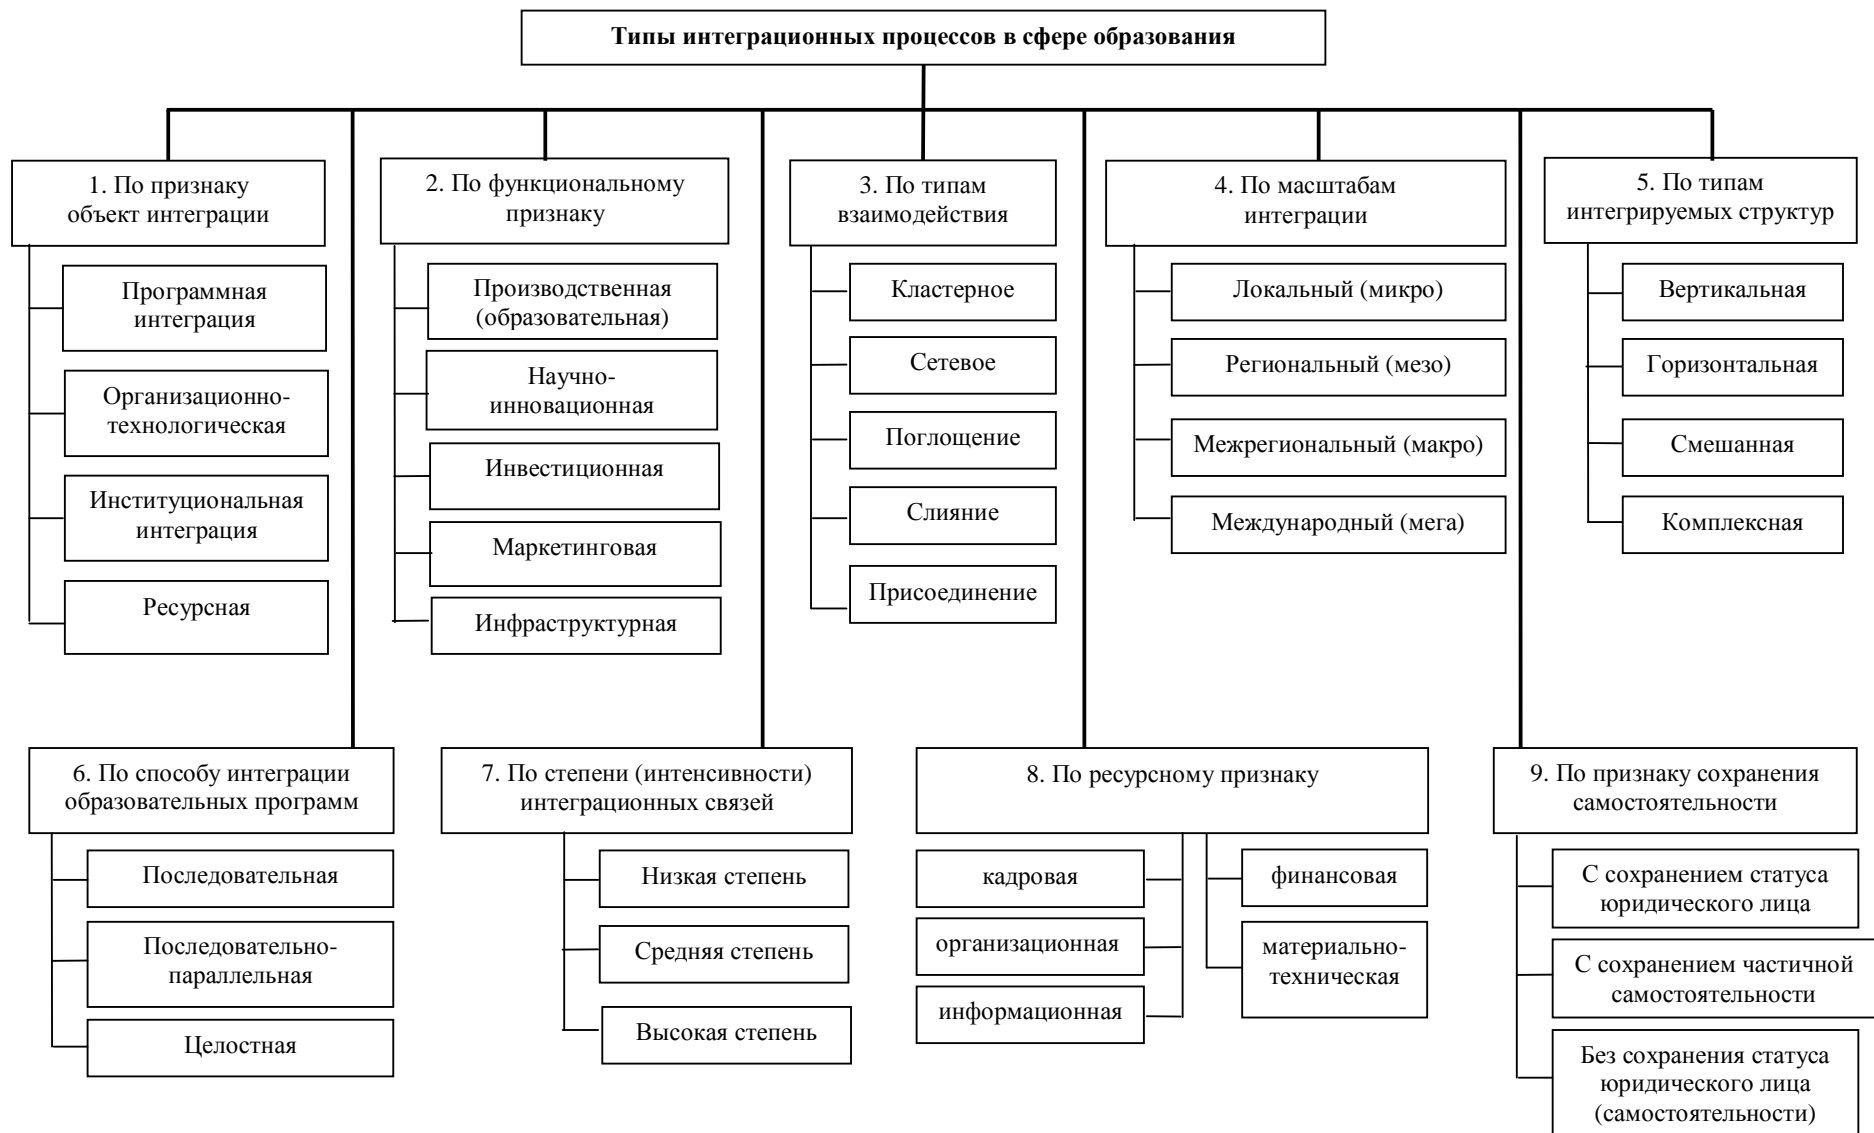 Типы интеграционных процессов в сфере образования
1. По признаку
объект интеграции
Программная
интеграция
Организационно-
технологическая
Институциональная
интеграция
Ресурсная
2. По функциональному
признаку
Производственная
(образовательная)
Научно-
инновационная
Инвестиционная
Маркетинговая
Инфраструктурная
3. По типам
взаимодействия
Кластерное
Сетевое
Поглощение
Слияние
Присоединение
4. По масштабам
интеграции
Локальный (микро)
Региональный (мезо)
Межрегиональный (макро)
Международный (мега)
5. По типам
интегрируемых структур
Вертикальная
Горизонтальная
Смешанная
Комплексная
6. По способу интеграции
образовательных программ
Последовательная
Последовательно-
параллельная
Целостная
7. По степени (интенсивности)
интеграционных связей
Низкая степень
Средняя степень
Высокая степень
8. По ресурсному признаку
кадровая
организационная
информационная
финансовая
материально-
техническая
9. По признаку сохранения
самостоятельности
С сохранением статуса
юридического лица
С сохранением частичной
самостоятельности
Без сохранения статуса
юридического лица
(самостоятельности)